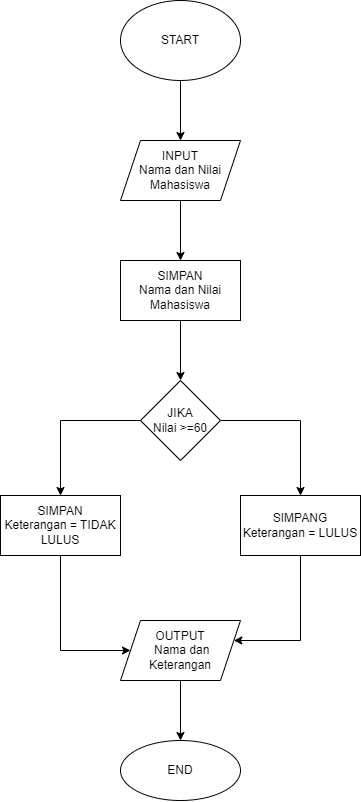 START
INPUT
Nama dan Nilai
Mahasiswa
SIMPAN
Nama dan Nilai
Mahasiswa
JIKA
Nilai >=60
SIMPAN
Keterangan = TIDAK
LULUS
SIMPANG
Keterangan = LULUS
OUTPUT
Nama dan
Keterangan
END